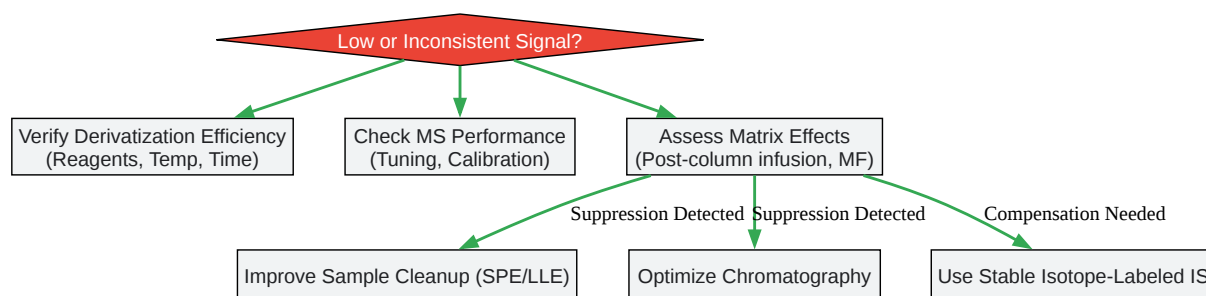 Low or Inconsistent Signal?
Verify Derivatization Efficiency
(Reagents, Temp, Time)
Check MS Performance
(Tuning, Calibration)
Assess Matrix Effects
(Post-column infusion, MF)
Suppression Detected
Suppression Detected
Compensation Needed
Improve Sample Cleanup (SPE/LLE)
Optimize Chromatography
Use Stable Isotope-Labeled IS